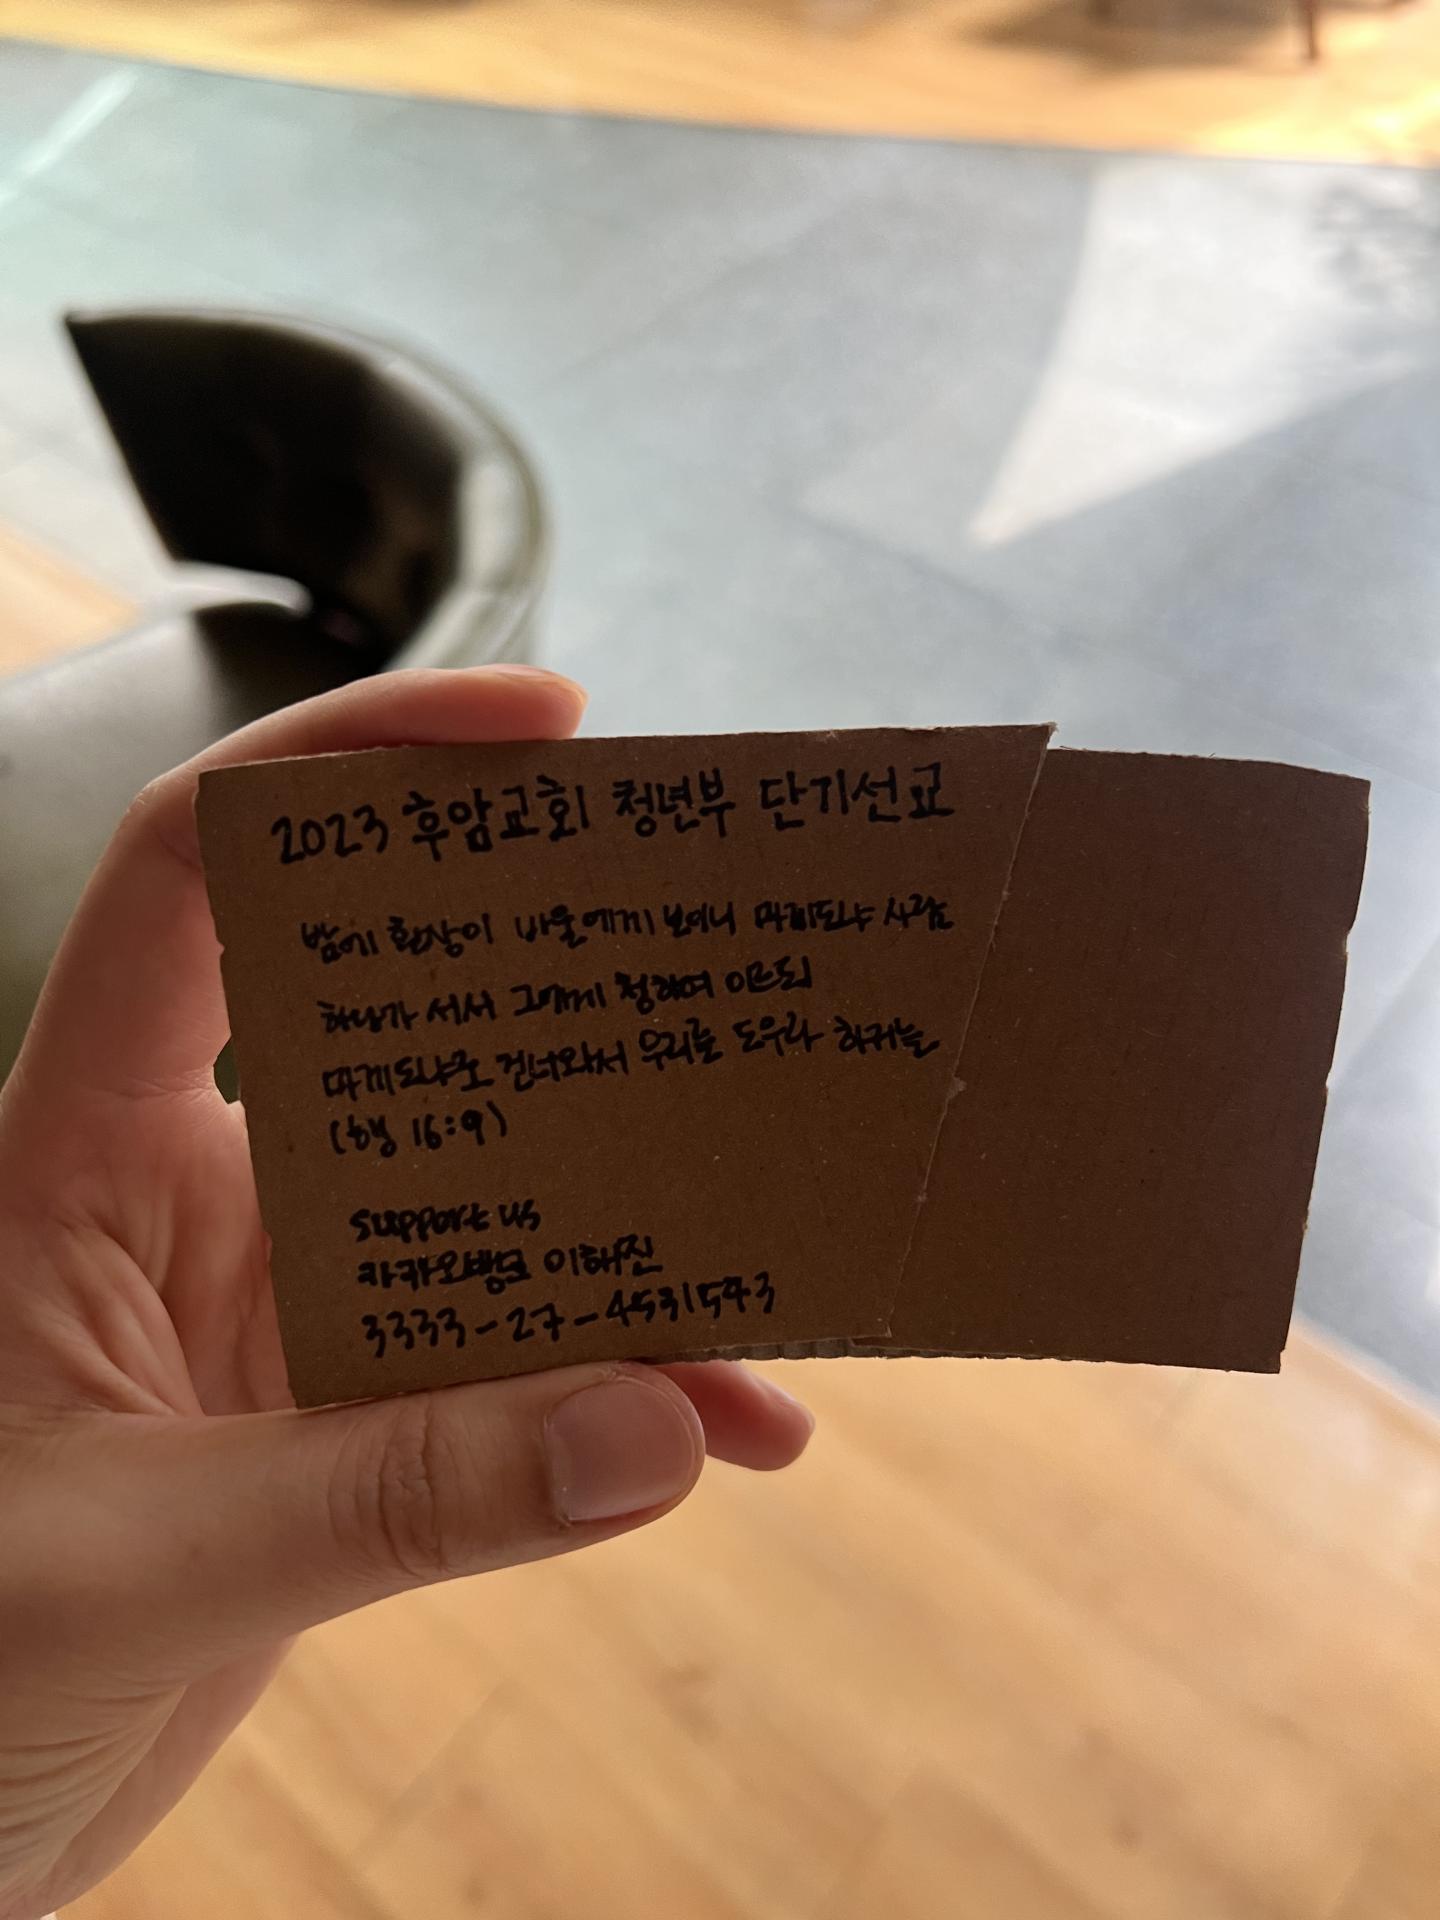 2023 후암교회 청년부 단기선교
밤에 환상이 바울에게 보이니 마게도냐 사람
하나가 서서 그에게 청하여 이르되
마게도냐로 건너와서 우리를 도우라 하거늘
(행 16:9)
support us
카카오뱅크 이해진
3333-27-4531543